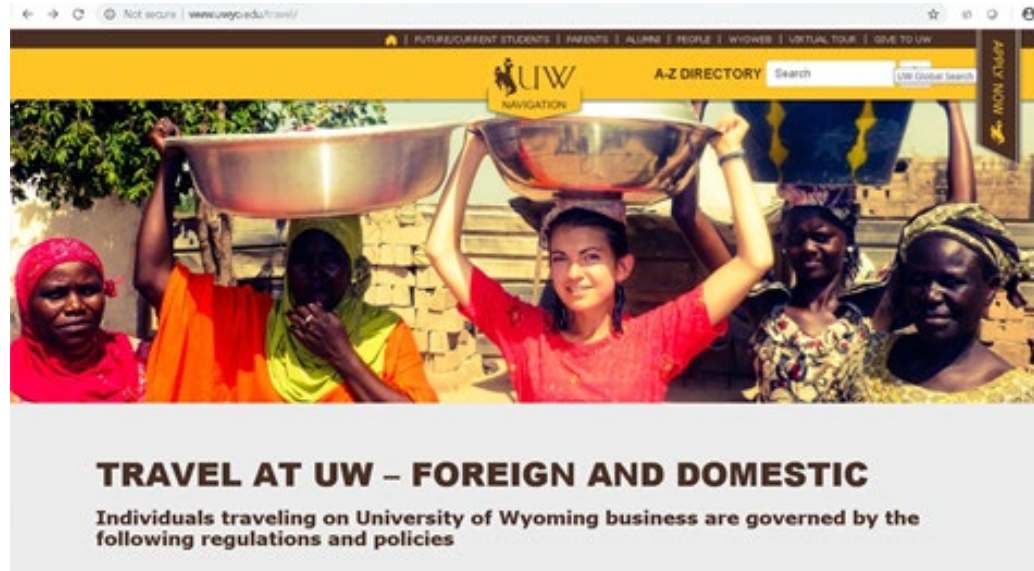 Not secure | www.uwyo.edu/travel/
| FUTURE/CURRENT STUDENTS | PARENTS | ALUMNI | PEOPLE | WYOWEB | VIRTUAL TOUR | GIVE TO UW
APPLY NOW
UW
NAVIGATION
A-Z DIRECTORY
Search
UW Global Search
TRAVEL AT UW – FOREIGN AND DOMESTIC
Individuals traveling on University of Wyoming business are governed by the
following regulations and policies